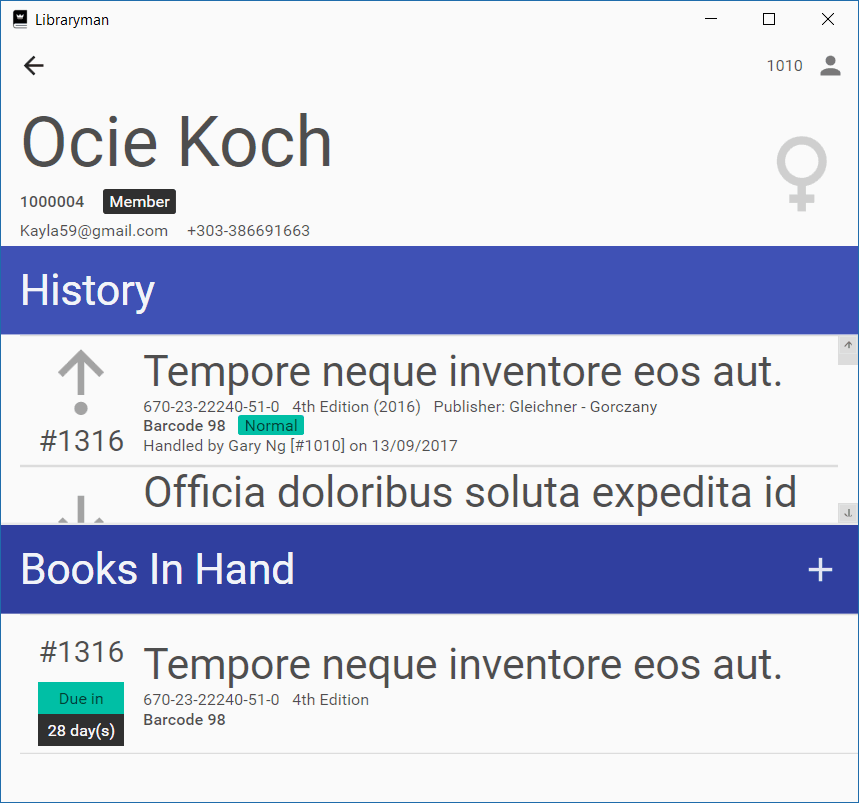 Libraryman
1010
Ocie Koch
1000004 Member
Kayla59@gmail.com +303-386691663
History
Tempore neque inventore eos aut.
670-23-22240-51-0 4th Edition (2016) Publisher: Gleichner - Gorczany
Barcode 98 Normal
#1316
Handled by Gary Ng [#1010] on 13/09/2017
Officia doloribus soluta expedita id
Books In Hand
#1316
Tempore neque inventore eos aut.
Due in
670-23-22240-51-0 4th Edition
28 day(s)
Barcode 98